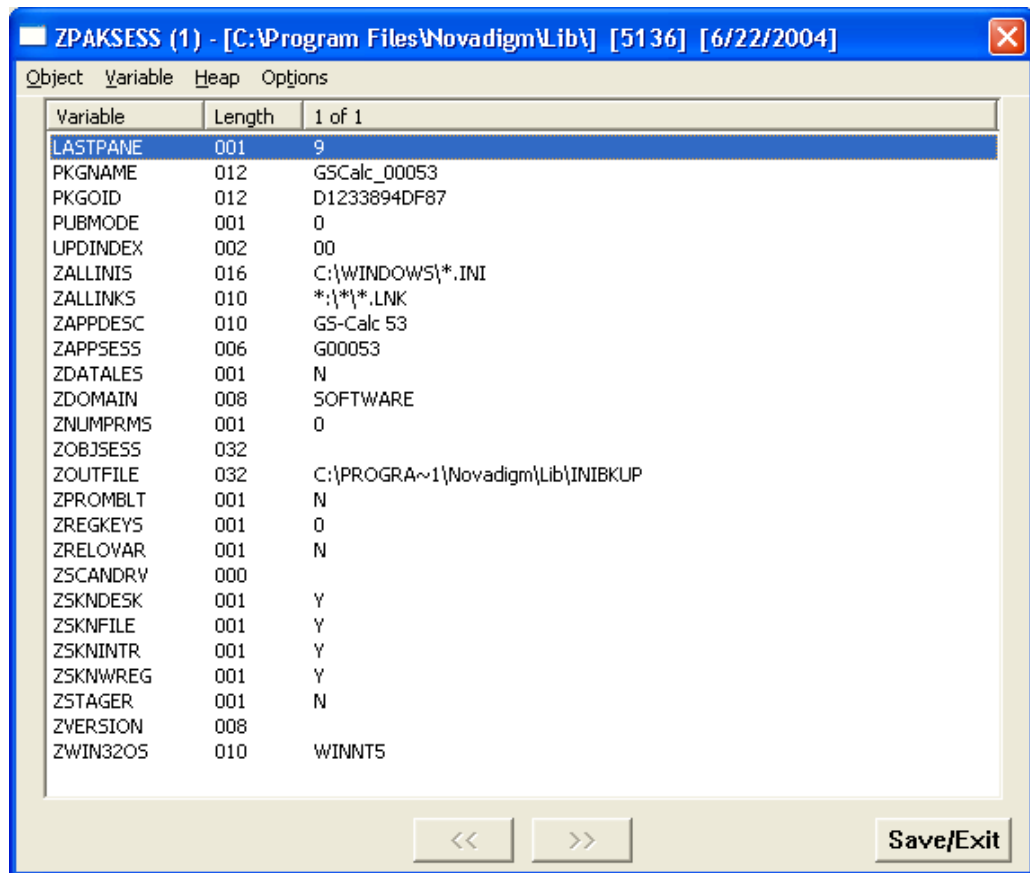 ZPAKSESS (1) - [C:\Program Files\Novadigm\Lib\] [5136] [6/22/2004]
Object Variable Heap Options
Variable Length 1 of 1
LASTPANE 001 9
PKGNAME 012 GSCalc_00053
PKGOID 012 D1233894DF87
PUBMODE 001 0
UPDINDEX 002 00
ZALLINIS 016 C:\WINDOWS\*.INI
ZALLINKS 010 *:\*\*.LNK
ZAPPDESC 010 GS-Calc 53
ZAPPSESS 006 G00053
ZDATALES 001 N
ZDOMAIN 008 SOFTWARE
ZNUMPRMS 001 0
ZOBJSESS 032
ZOUTFILE 032 C:\PROGRA~1\Novadigm\Lib\INIBKUP
ZPROMBLT 001 N
ZREGKEYS 001 0
ZRELOVAR 001 N
ZSCANDRV 000
ZSKNDESK 001 Y
ZSKNFILE 001 Y
ZSKNINTR 001 Y
ZSKNWREG 001 Y
ZSTAGER 001 N
ZVERSION 008
ZWIN32OS 010 WINNT5
<< >> Save/Exit